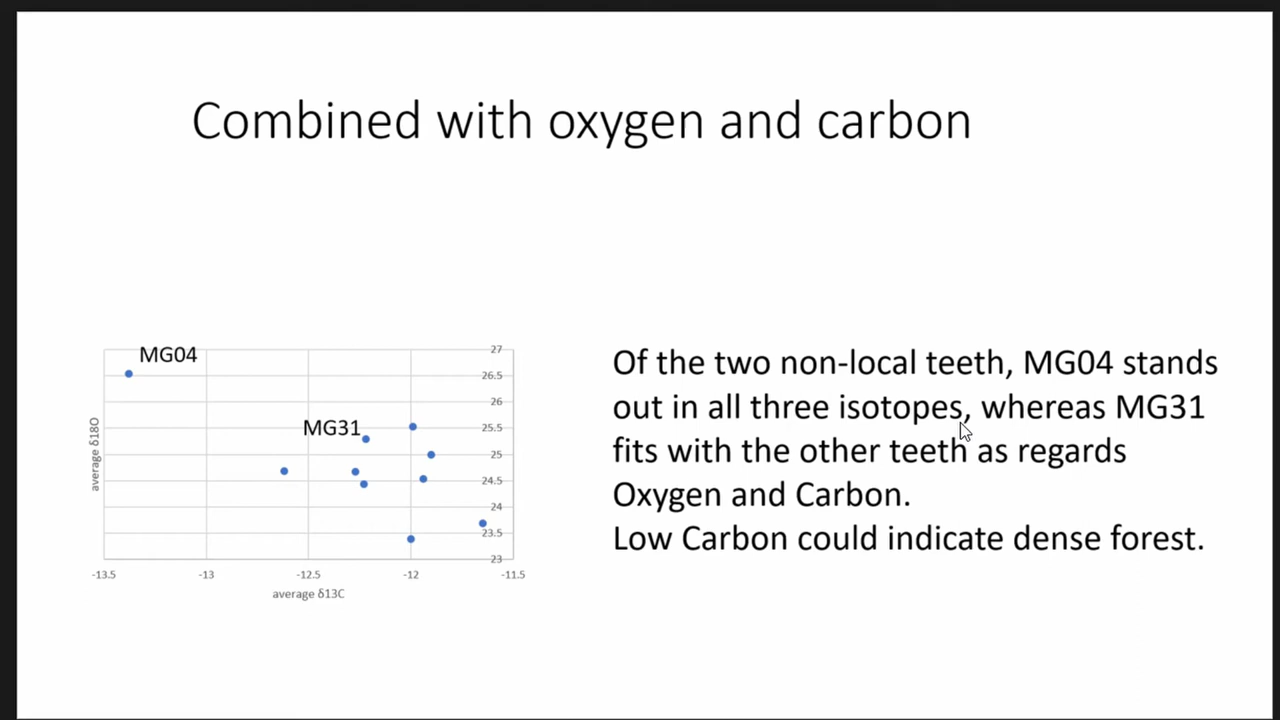 Combined with oxygen and carbon
MG04
MG31
27
26.5
26
25.5
25
24.5
24
23.5
23
-13.5
-13
-12.5
-12
-11.5
average δ18O
average δ13C
Of the two non-local teeth, MG04 stands
out in all three isotopes, whereas MG31
fits with the other teeth as regards
Oxygen and Carbon.
Low Carbon could indicate dense forest.